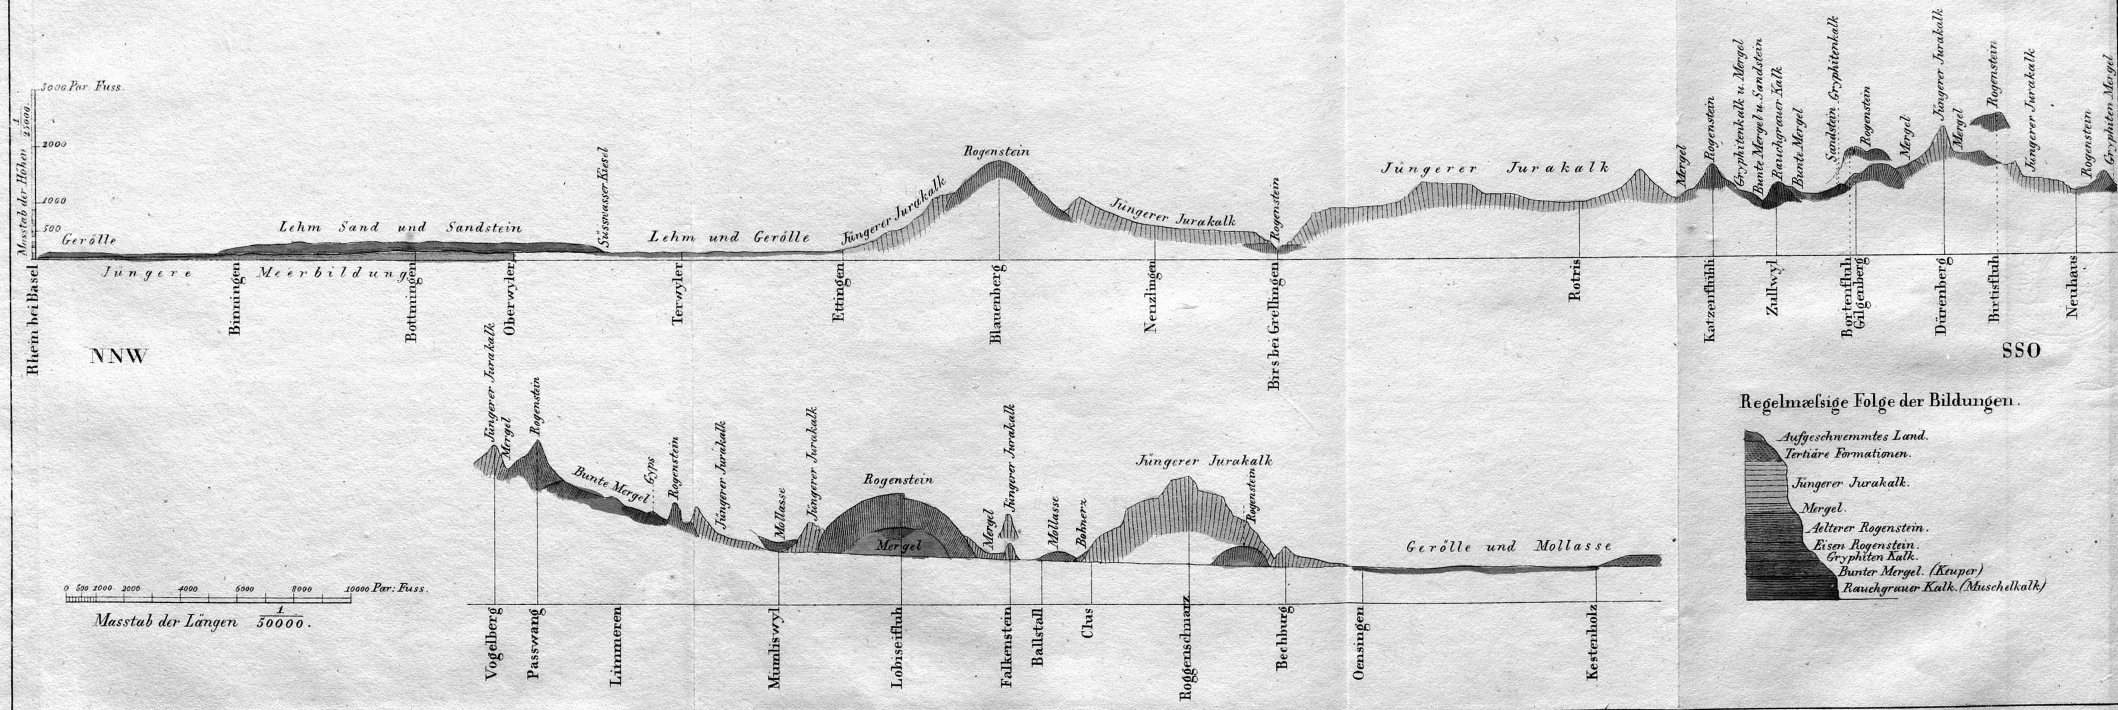 3000 Par. Fuss.
2000
1000
500
Masstab der Höhen 1/25000.
Gerölle
Lehm Sand und Sandstein
Süsswasser Kiesel
Lehm und Gerölle
Jüngerer Jurakalk
Rogenstein
Jüngerer Jurakalk
Rogenstein
Jüngerer Jurakalk
Mergel
Rogenstein
Gryphitenkalk u. Mergel
Bunte Mergel u. Sandstein
Rauchgrauer Kalk
Bunte Mergel
Sandstein
Gryphitenkalk
Rogenstein
Mergel
Jüngerer Jurakalk
Mergel
Rogenstein
Jüngerer Jurakalk
Rogenstein
Gryphiten Mergel
Jüngere Meerbildung
Rhein bei Basel
Binningen
Bottmingen
Oberwyler
Terwyler
Ettingen
Blauenberg
Nenzlingen
Birs bei Grellingen
Rotris
Katzenflühli
Zullwyl
Bortenfluh
Gilgenberg
Dürrenberg
Burtisfluh
Neuhaus
NNW
SSO
Jüngerer Jurakalk
Mergel
Rogenstein
Bunte Mergel
Gyps
Rogenstein
Jüngerer Jurakalk
Mollasse
Jüngerer Jurakalk
Rogenstein
Mergel
Mergel
Jüngerer Jurakalk
Mollasse
Bohnerz
Jüngerer Jurakalk
Rogenstein
Gerölle und Mollasse
Vogelberg
Passwang
Limmeren
Mumliswyl
Lobiseifluh
Falkenstein
Ballstall
Clus
Roggenschnarz
Bechburg
Oensingen
Kestenholz
0 500 1000 2000 4000 6000 8000 10000 Par: Fuss.
Masstab der Längen 1/50000.
Regelmæſsige Folge der Bildungen.
Aufgeschwemmtes Land.
Tertiäre Formationen.
Jüngerer Jurakalk.
Mergel.
Aelterer Rogenstein.
Eisen Rogenstein.
Gryphiten Kalk.
Bunter Mergel. (Keuper)
Rauchgrauer Kalk. (Muschelkalk)